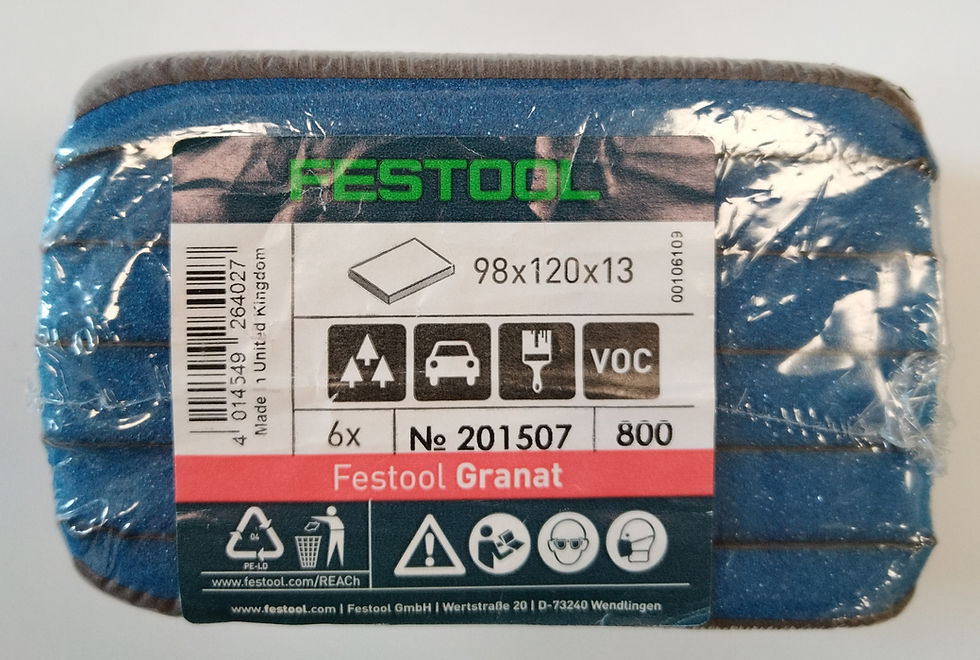 FESTOOL
4 014549 264027
Made in United Kingdom
98x120x13
00106109
VOC
6x
№ 201507
800
Festool Granat
04
PE-LD
www.festool.com/REACh
www.festool.com | Festool GmbH | Wertstraße 20 | D-73240 Wendlingen